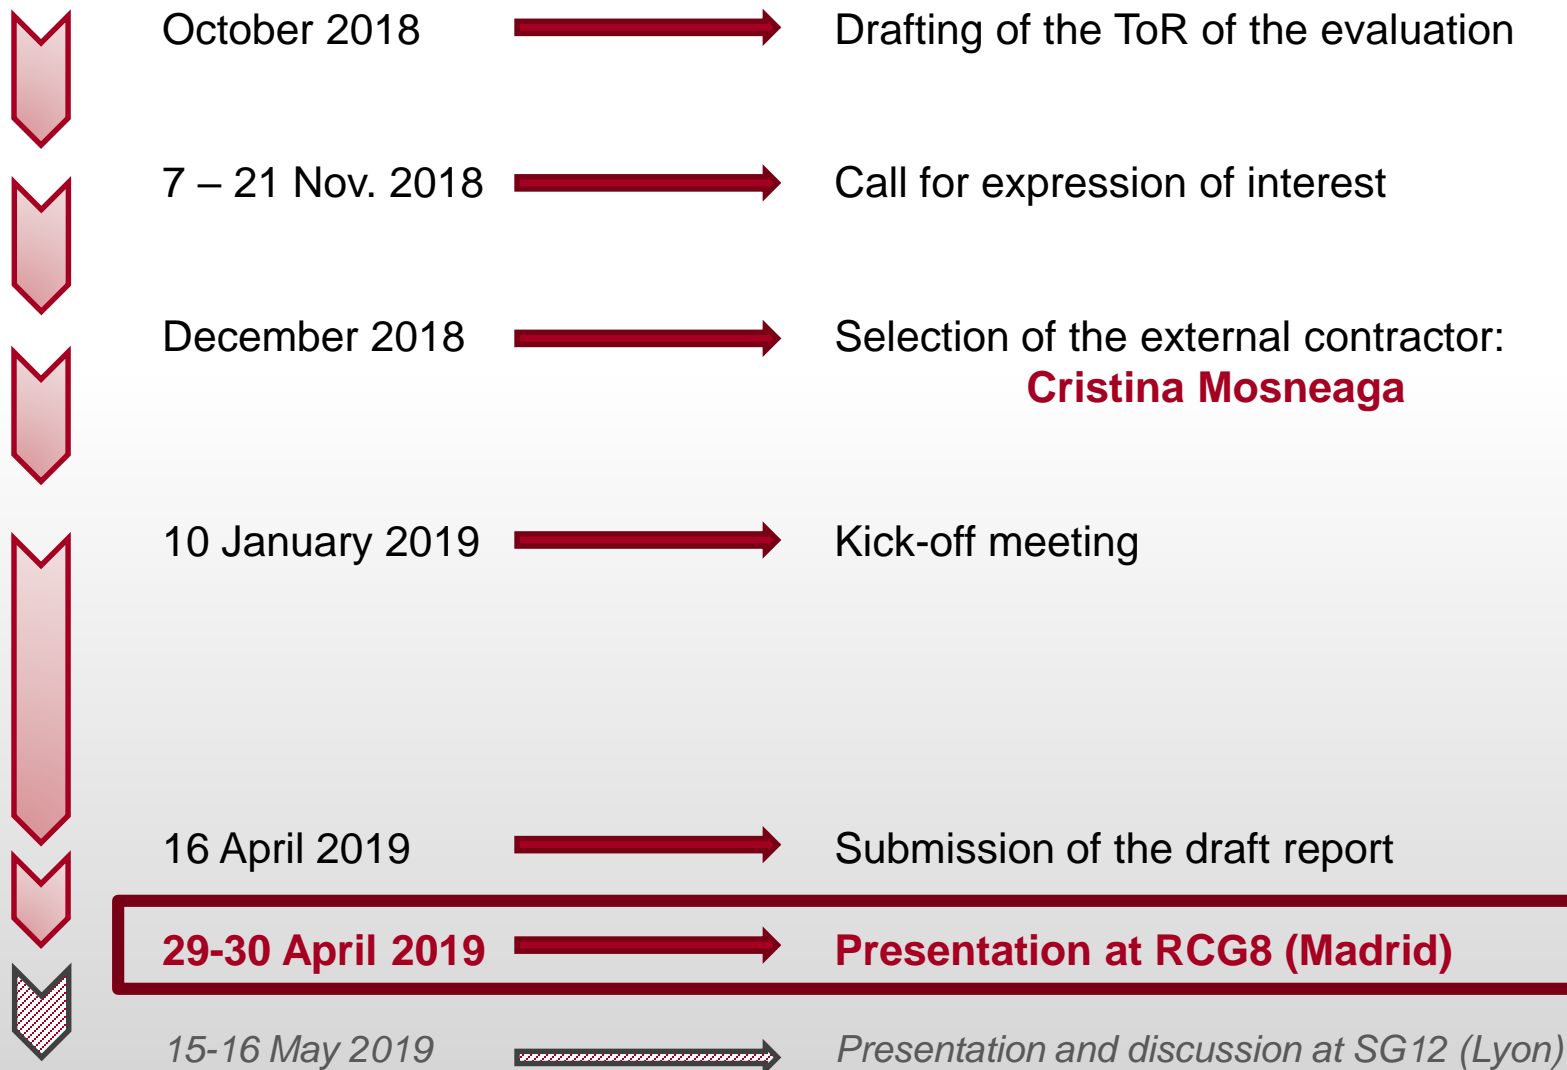 October 2018 Drafting of the ToR of the evaluation
7 – 21 Nov. 2018 Call for expression of interest
December 2018 Selection of the external contractor:
Cristina Mosneaga
10 January 2019 Kick-off meeting
16 April 2019 Submission of the draft report
29-30 April 2019 Presentation at RCG8 (Madrid)
15-16 May 2019 Presentation and discussion at SG12 (Lyon)